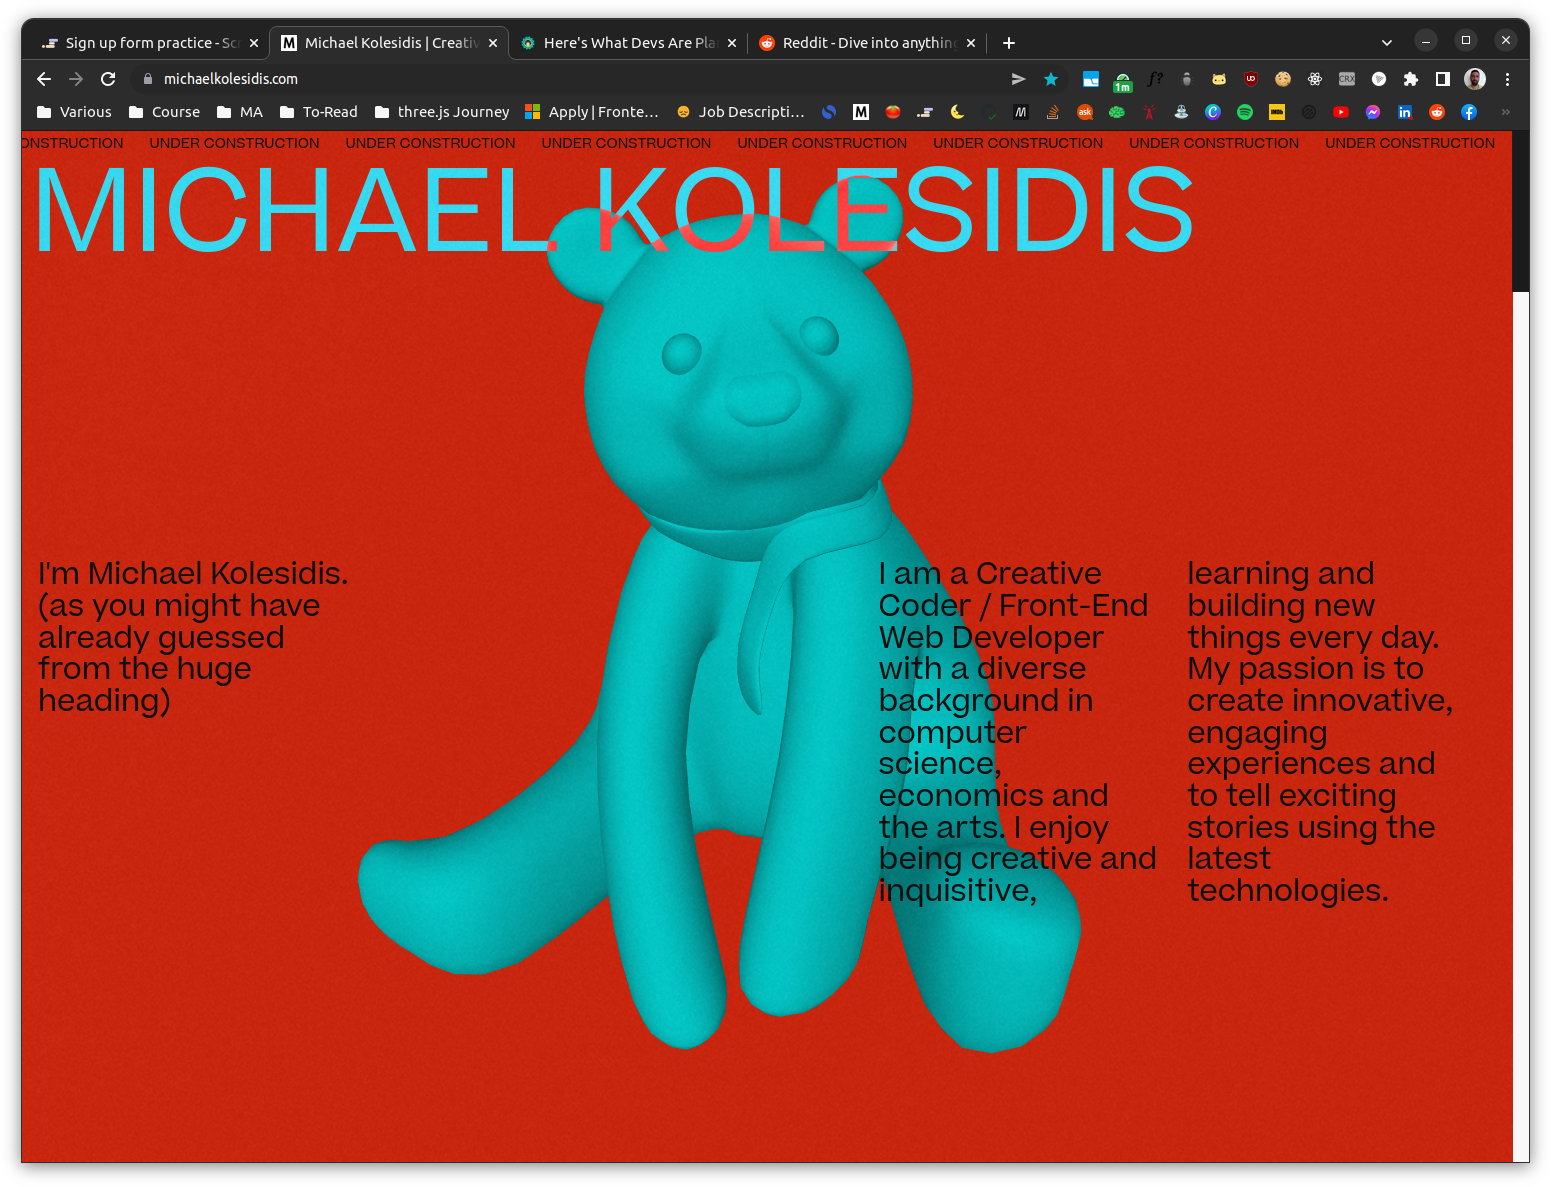 Sign up form practice - Sc
Michael Kolesidis | Creativ
Here's What Devs Are Pla
Reddit - Dive into anything
michaelkolesidis.com
1m
Various
Course
MA
To-Read
three.js Journey
Apply | Fronte...
Job Descripti...
ONSTRUCTION UNDER CONSTRUCTION UNDER CONSTRUCTION UNDER CONSTRUCTION UNDER CONSTRUCTION UNDER CONSTRUCTION UNDER CONSTRUCTION UNDER CONSTRUCTION
MICHAEL KOLESIDIS
I'm Michael Kolesidis.
(as you might have
already guessed
from the huge
heading)
I am a Creative
Coder / Front-End
Web Developer
with a diverse
background in
computer
science,
economics and
the arts. I enjoy
being creative and
inquisitive,
learning and
building new
things every day.
My passion is to
create innovative,
engaging
experiences and
to tell exciting
stories using the
latest
technologies.